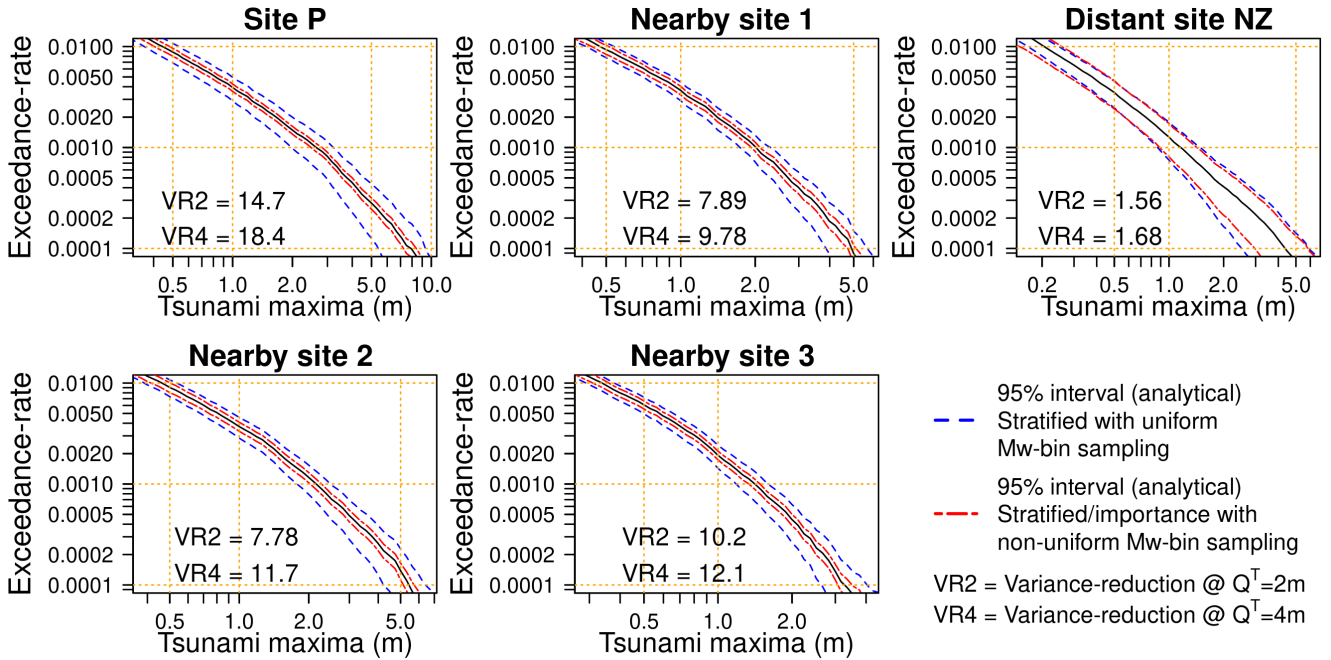 Site P
Exceedance-rate
0.0100
0.0050
0.0020
0.0010
0.0005
0.0002
0.0001
VR2 = 14.7
VR4 = 18.4
0.5 1.0 2.0 5.0 10.0
Tsunami maxima (m)
Nearby site 1
Exceedance-rate
0.0100
0.0050
0.0020
0.0010
0.0005
0.0002
0.0001
VR2 = 7.89
VR4 = 9.78
0.5 1.0 2.0 5.0
Tsunami maxima (m)
Distant site NZ
Exceedance-rate
0.0100
0.0050
0.0020
0.0010
0.0005
0.0002
0.0001
VR2 = 1.56
VR4 = 1.68
0.2 0.5 1.0 2.0 5.0
Tsunami maxima (m)
Nearby site 2
Exceedance-rate
0.0100
0.0050
0.0020
0.0010
0.0005
0.0002
0.0001
VR2 = 7.78
VR4 = 11.7
0.5 1.0 2.0 5.0
Tsunami maxima (m)
Nearby site 3
Exceedance-rate
0.0100
0.0050
0.0020
0.0010
0.0005
0.0002
0.0001
VR2 = 10.2
VR4 = 12.1
0.5 1.0 2.0
Tsunami maxima (m)
95% interval (analytical)
Stratified with uniform
Mw-bin sampling
95% interval (analytical)
Stratified/importance with
non-uniform Mw-bin sampling
VR2 = Variance-reduction @ Q^T=2m
VR4 = Variance-reduction @ Q^T=4m